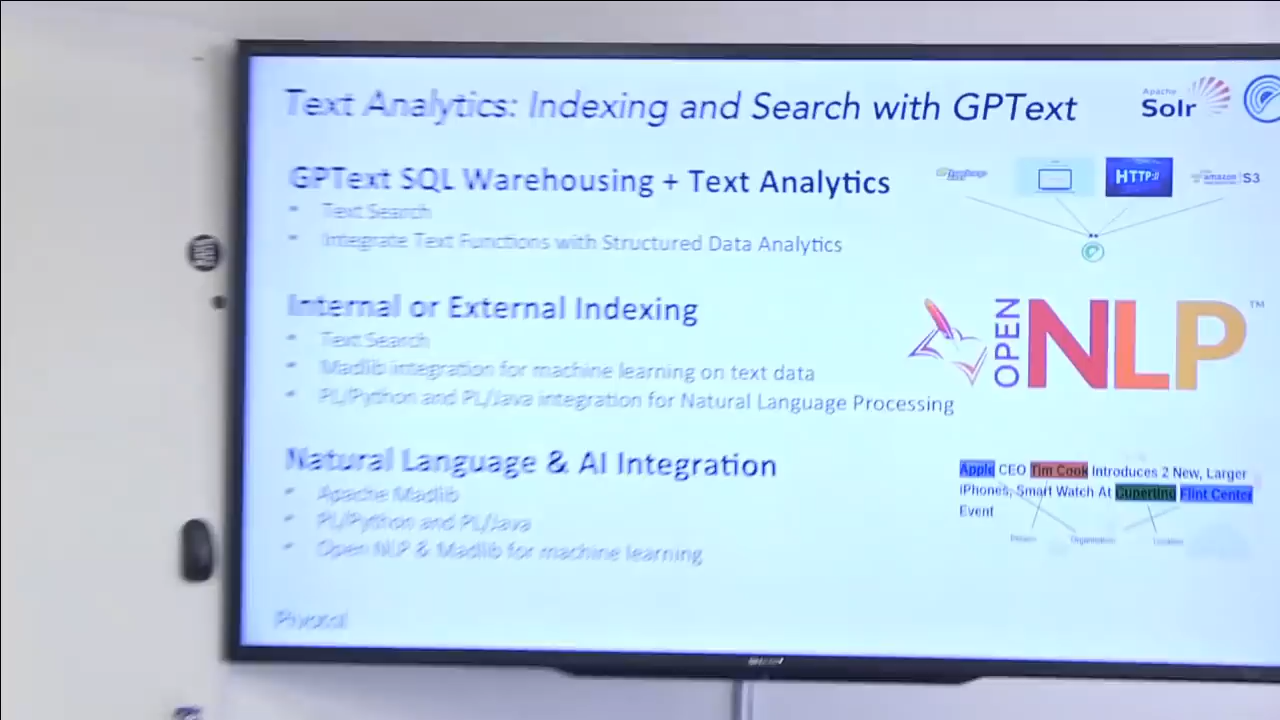 Text Analytics: Indexing and Search with GPText
Apache
Solr
GPText SQL Warehousing + Text Analytics
• Text Search
• Integrate Text Functions with Structured Data Analytics
HTTP://
amazon S3
Internal or External Indexing
• Text Search
• Madlib integration for machine learning on text data
• PL/Python and PL/Java integration for Natural Language Processing
OPEN NLP™
Natural Language & AI Integration
• Apache Madlib
• PL/Python and PL/Java
• Open NLP & Madlib for machine learning
Apple CEO Tim Cook Introduces 2 New, Larger
iPhones, Smart Watch At Cupertino Flint Center
Event
Organization
Location
Pivotal